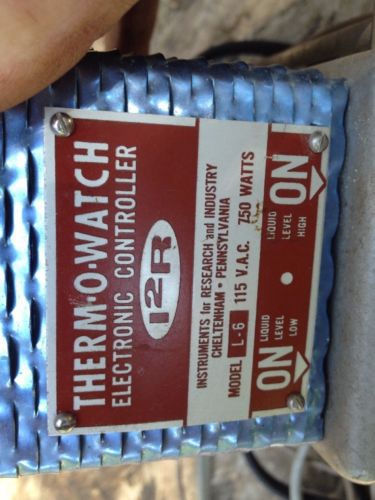 THERM-O-WATCH
ELECTRONIC CONTROLLER
I2R
INSTRUMENTS for RESEARCH and INDUSTRY
CHELTENHAM • PENNSYLVANIA
MODEL L-6 115 V.A.C. 750 WATTS
ON LIQUID LEVEL LOW
LIQUID LEVEL HIGH ON